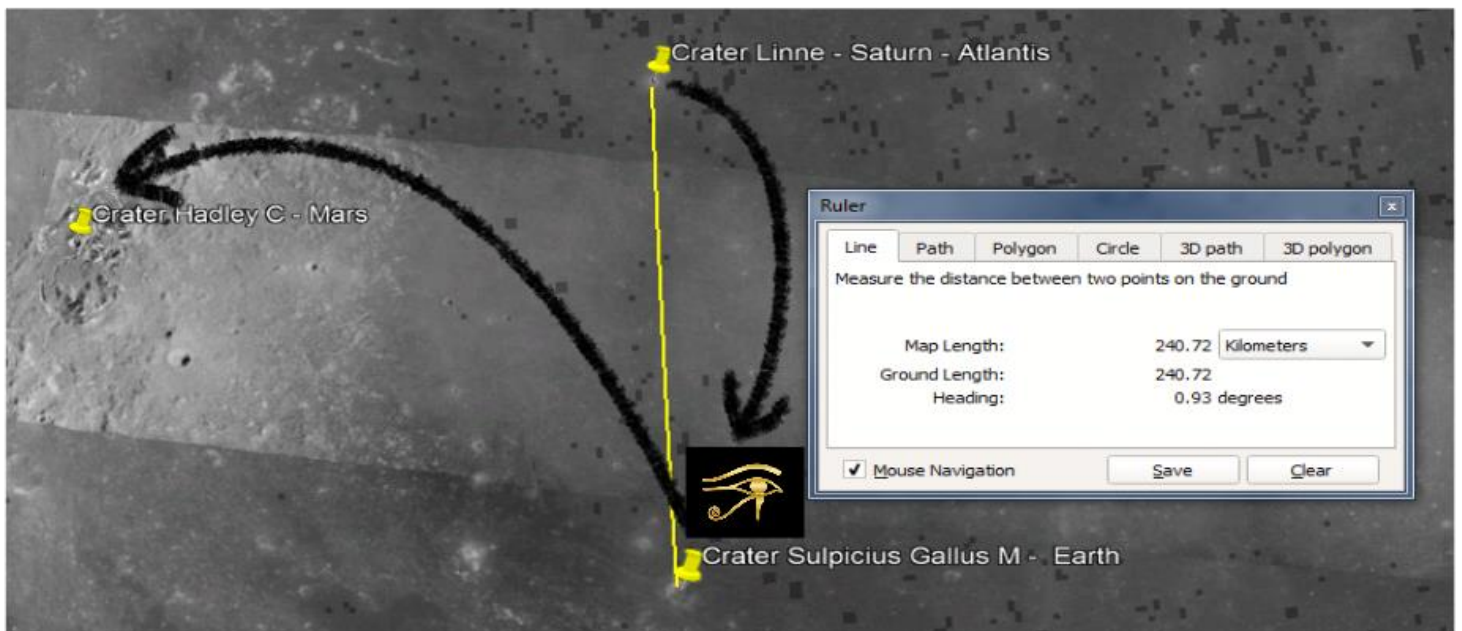 Crater Linne - Saturn - Atlantis
Crater Hadley C - Mars
Ruler
Line Path Polygon Circle 3D path 3D polygon
Measure the distance between two points on the ground
Map Length: 240.72 Kilometers
Ground Length: 240.72
Heading: 0.93 degrees
Mouse Navigation Save Clear
Crater Sulpicius Gallus M - Earth